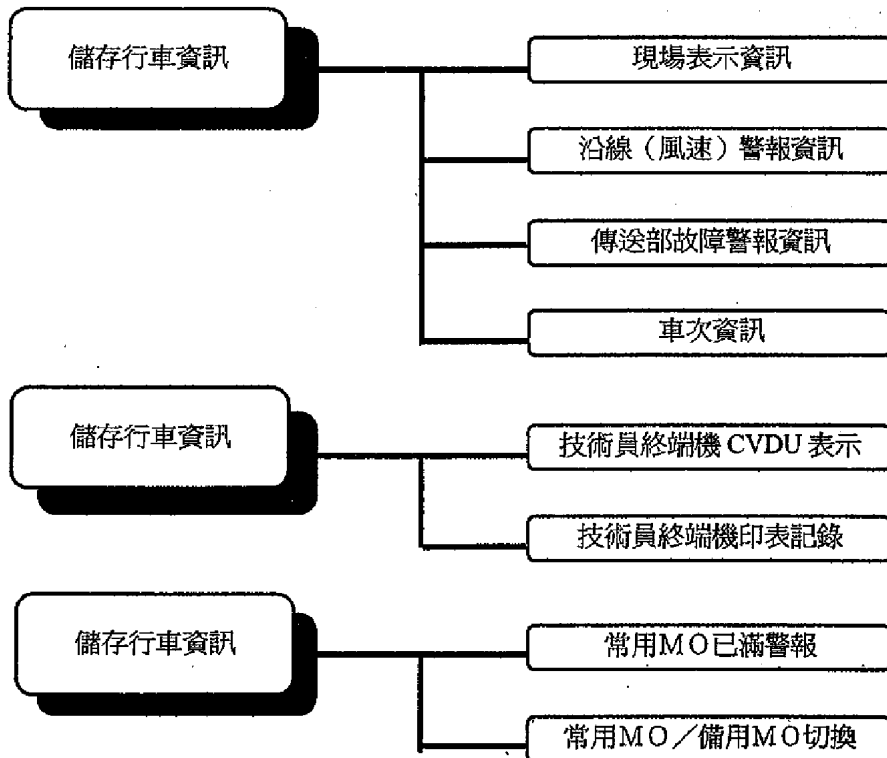 儲存行車資訊
現場表示資訊
沿線（風速）警報資訊
傳送部故障警報資訊
車次資訊
儲存行車資訊
技術員終端機 CVDU 表示
技術員終端機印表記錄
儲存行車資訊
常用MO已滿警報
常用MO／備用MO切換